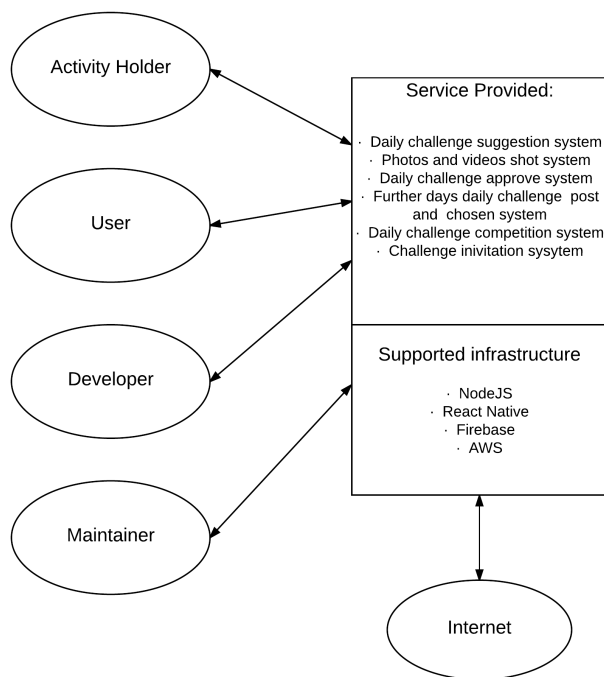 Activity Holder
User
Developer
Maintainer
Service Provided:
· Daily challenge suggestion system
· Photos and videos shot system
· Daily challenge approve system
· Further days daily challenge post
and chosen system
· Daily challenge competition system
· Challenge inivitation sysytem
Supported infrastructure
· NodeJS
· React Native
· Firebase
· AWS
Internet